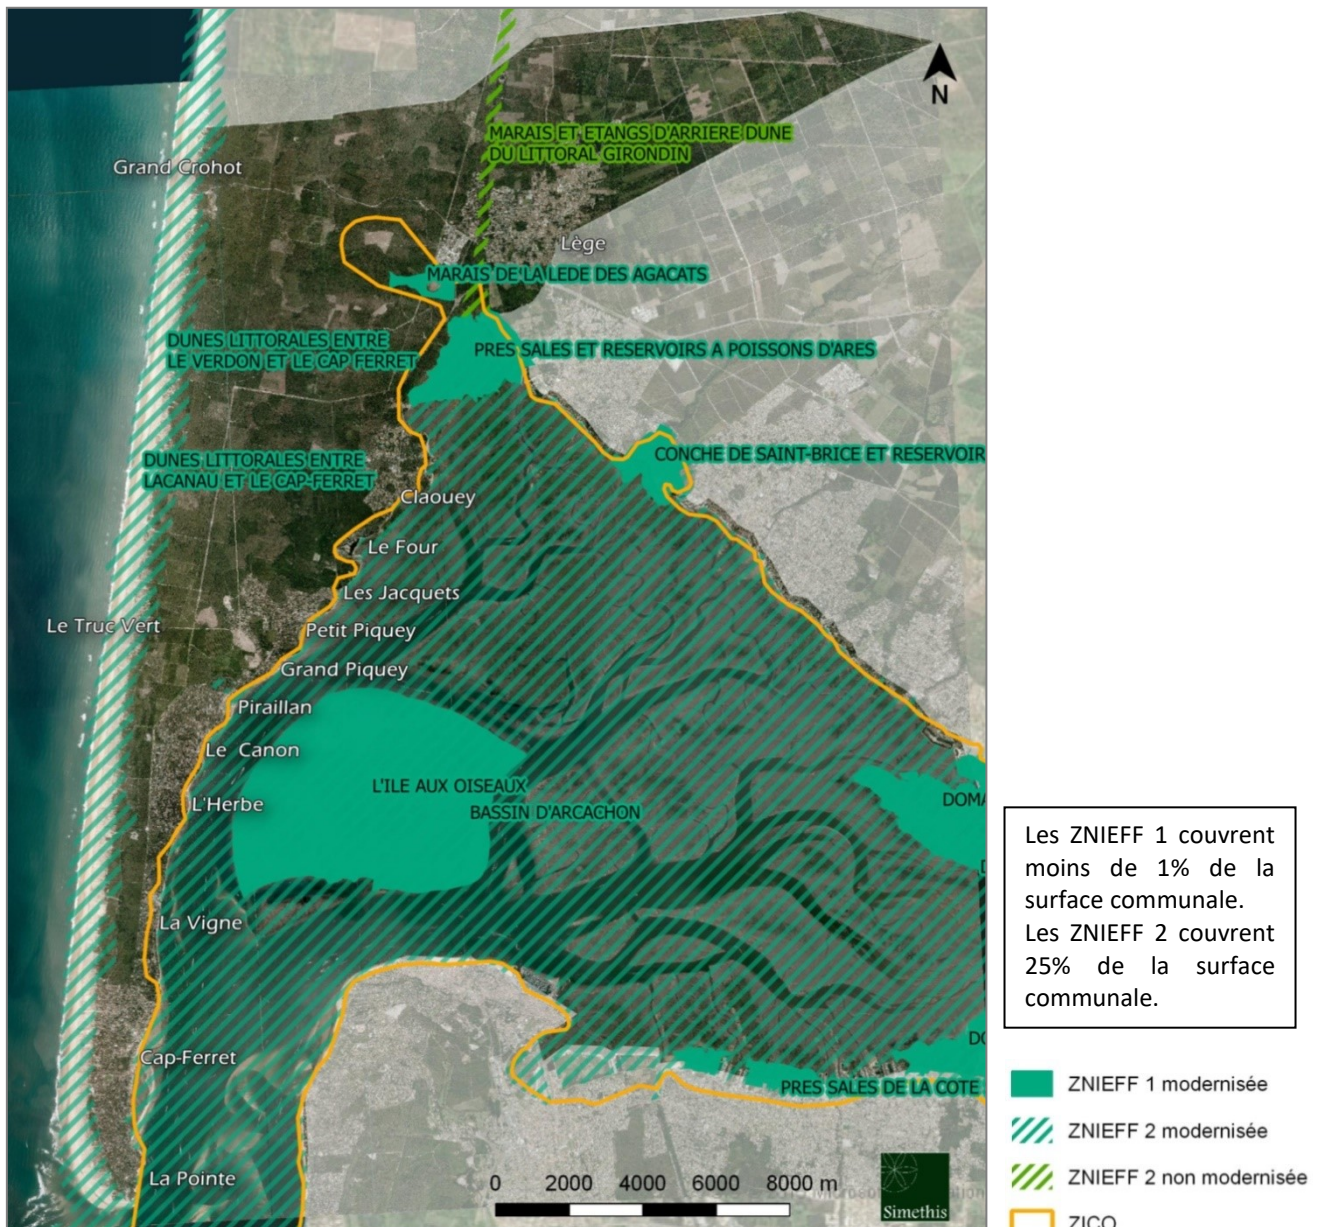 N
MARAIS ET ETANGS D'ARRIERE DUNE
DU LITTORAL GIRONDIN
Grand Crohot
Lège
MARAIS DE LA LEDE DES AGACATS
DUNES LITTORALES ENTRE
LE VERDON ET LE CAP FERRET
PRES SALES ET RESERVOIRS A POISSONS D'ARES
DUNES LITTORALES ENTRE
LACANAU ET LE CAP-FERRET
CONCHE DE SAINT-BRICE ET RESERVOIR
Claouey
Le Four
Les Jacquets
Le Truc Vert
Petit Piquey
Grand Piquey
Piraillan
Le Canon
L'ILE AUX OISEAUX
L'Herbe
BASSIN D'ARCACHON
DOMA
D
La Vigne
DO
Cap-Ferret
PRES SALES DE LA COTE
La Pointe
0 2000 4000 6000 8000 m
Simethis
Les ZNIEFF 1 couvrent
moins de 1% de la
surface communale.
Les ZNIEFF 2 couvrent
25% de la surface
communale.
ZNIEFF 1 modernisée
ZNIEFF 2 modernisée
ZNIEFF 2 non modernisée
ZICO